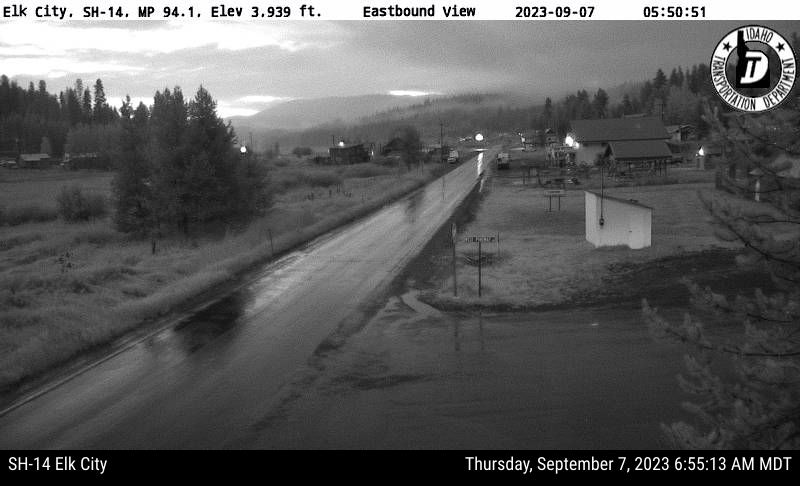 Elk City, SH-14, MP 94.1, Elev 3,939 ft. Eastbound View 2023-09-07 05:50:51
IDAHO
TRANSPORTATION DEPARTMENT
SH-14 Elk City
Thursday, September 7, 2023 6:55:13 AM MDT